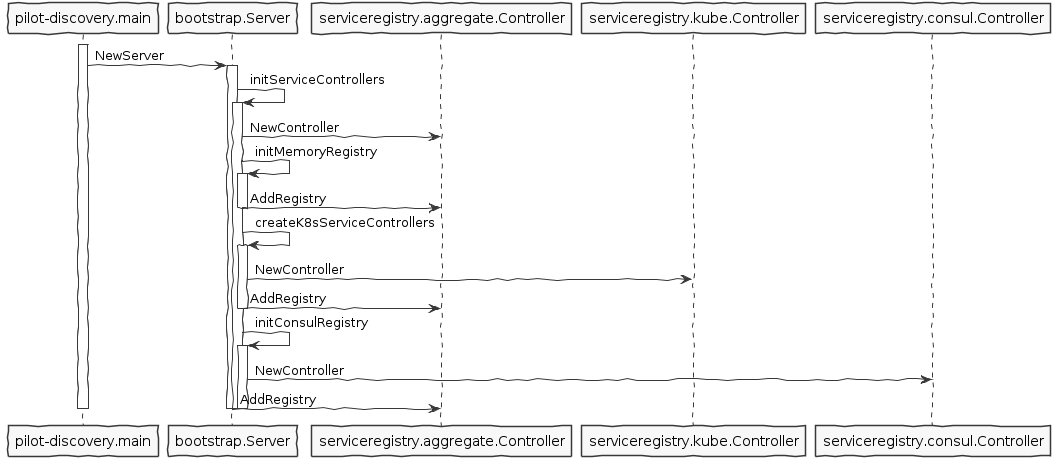 pilot-discovery.main
bootstrap.Server
serviceregistry.aggregate.Controller
serviceregistry.kube.Controller
serviceregistry.consul.Controller
NewServer
initServiceControllers
NewController
initMemoryRegistry
AddRegistry
createK8sServiceControllers
NewController
AddRegistry
initConsulRegistry
NewController
AddRegistry
pilot-discovery.main
bootstrap.Server
serviceregistry.aggregate.Controller
serviceregistry.kube.Controller
serviceregistry.consul.Controller